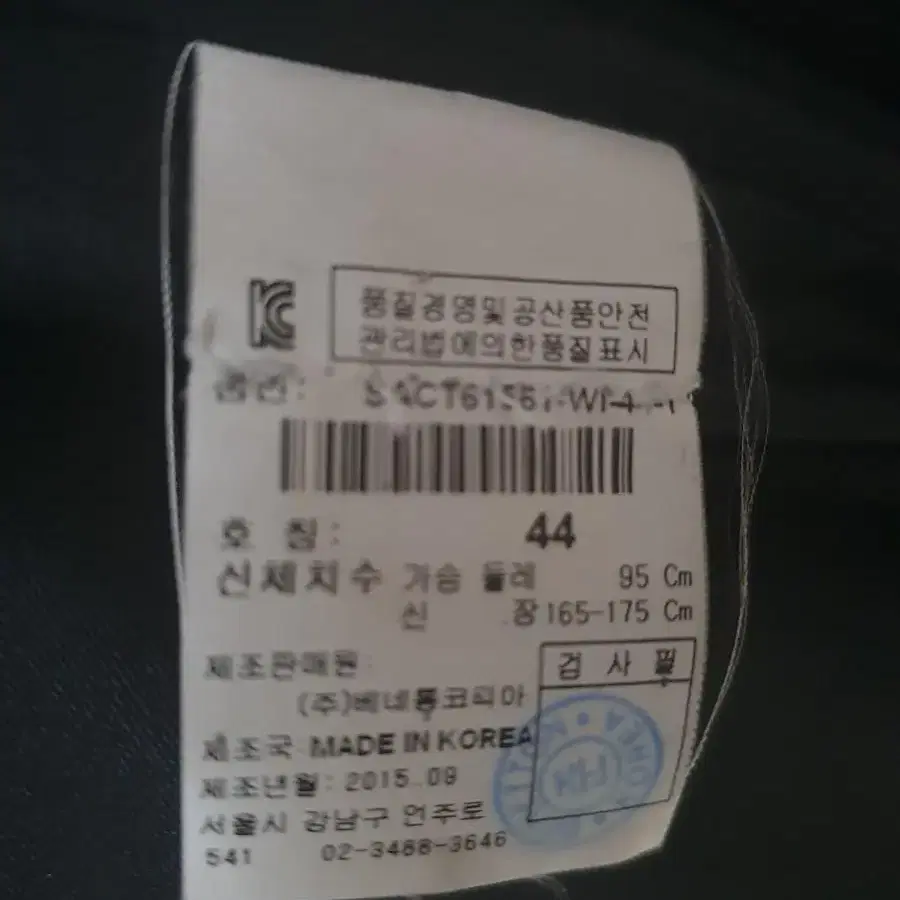 품질경영및공산품안전
관리법에의한품질표시
호 칭: 44
신체치수 가슴 둘레 95 Cm
신 장 165-175 Cm
제조판매원:
검 사 필
(주)베네통코리아
제조국 MADE IN KOREA
제조년월: 2015.09
서울시 강남구 언주로
541 02-3488-3646